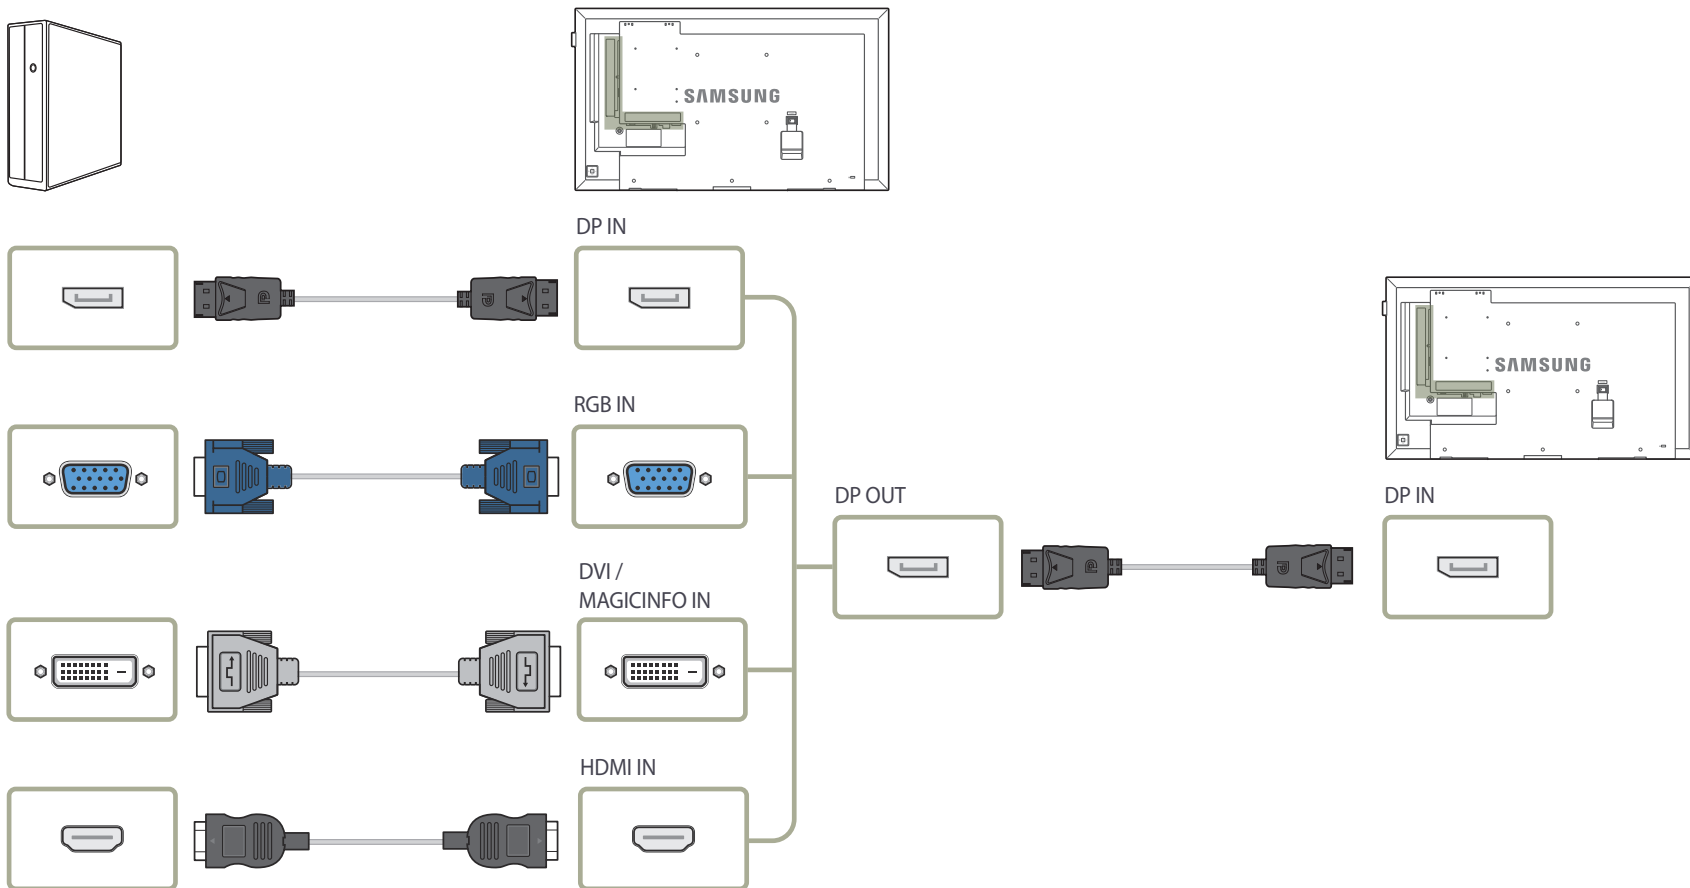 SAMSUNG
DP IN
SAMSUNG
RGB IN
DP OUT
DP IN
DVI /
MAGICINFO IN
HDMI IN